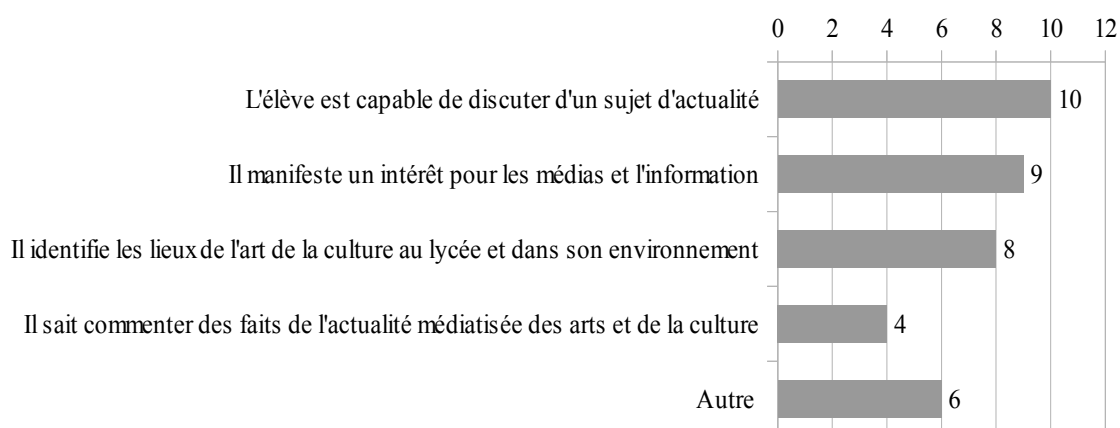 0 2 4 6 8 10 12
L'élève est capable de discuter d'un sujet d'actualité 10
Il manifeste un intérêt pour les médias et l'information 9
Il identifie les lieux de l'art de la culture au lycée et dans son environnement 8
Il sait commenter des faits de l'actualité médiatisée des arts et de la culture 4
Autre 6